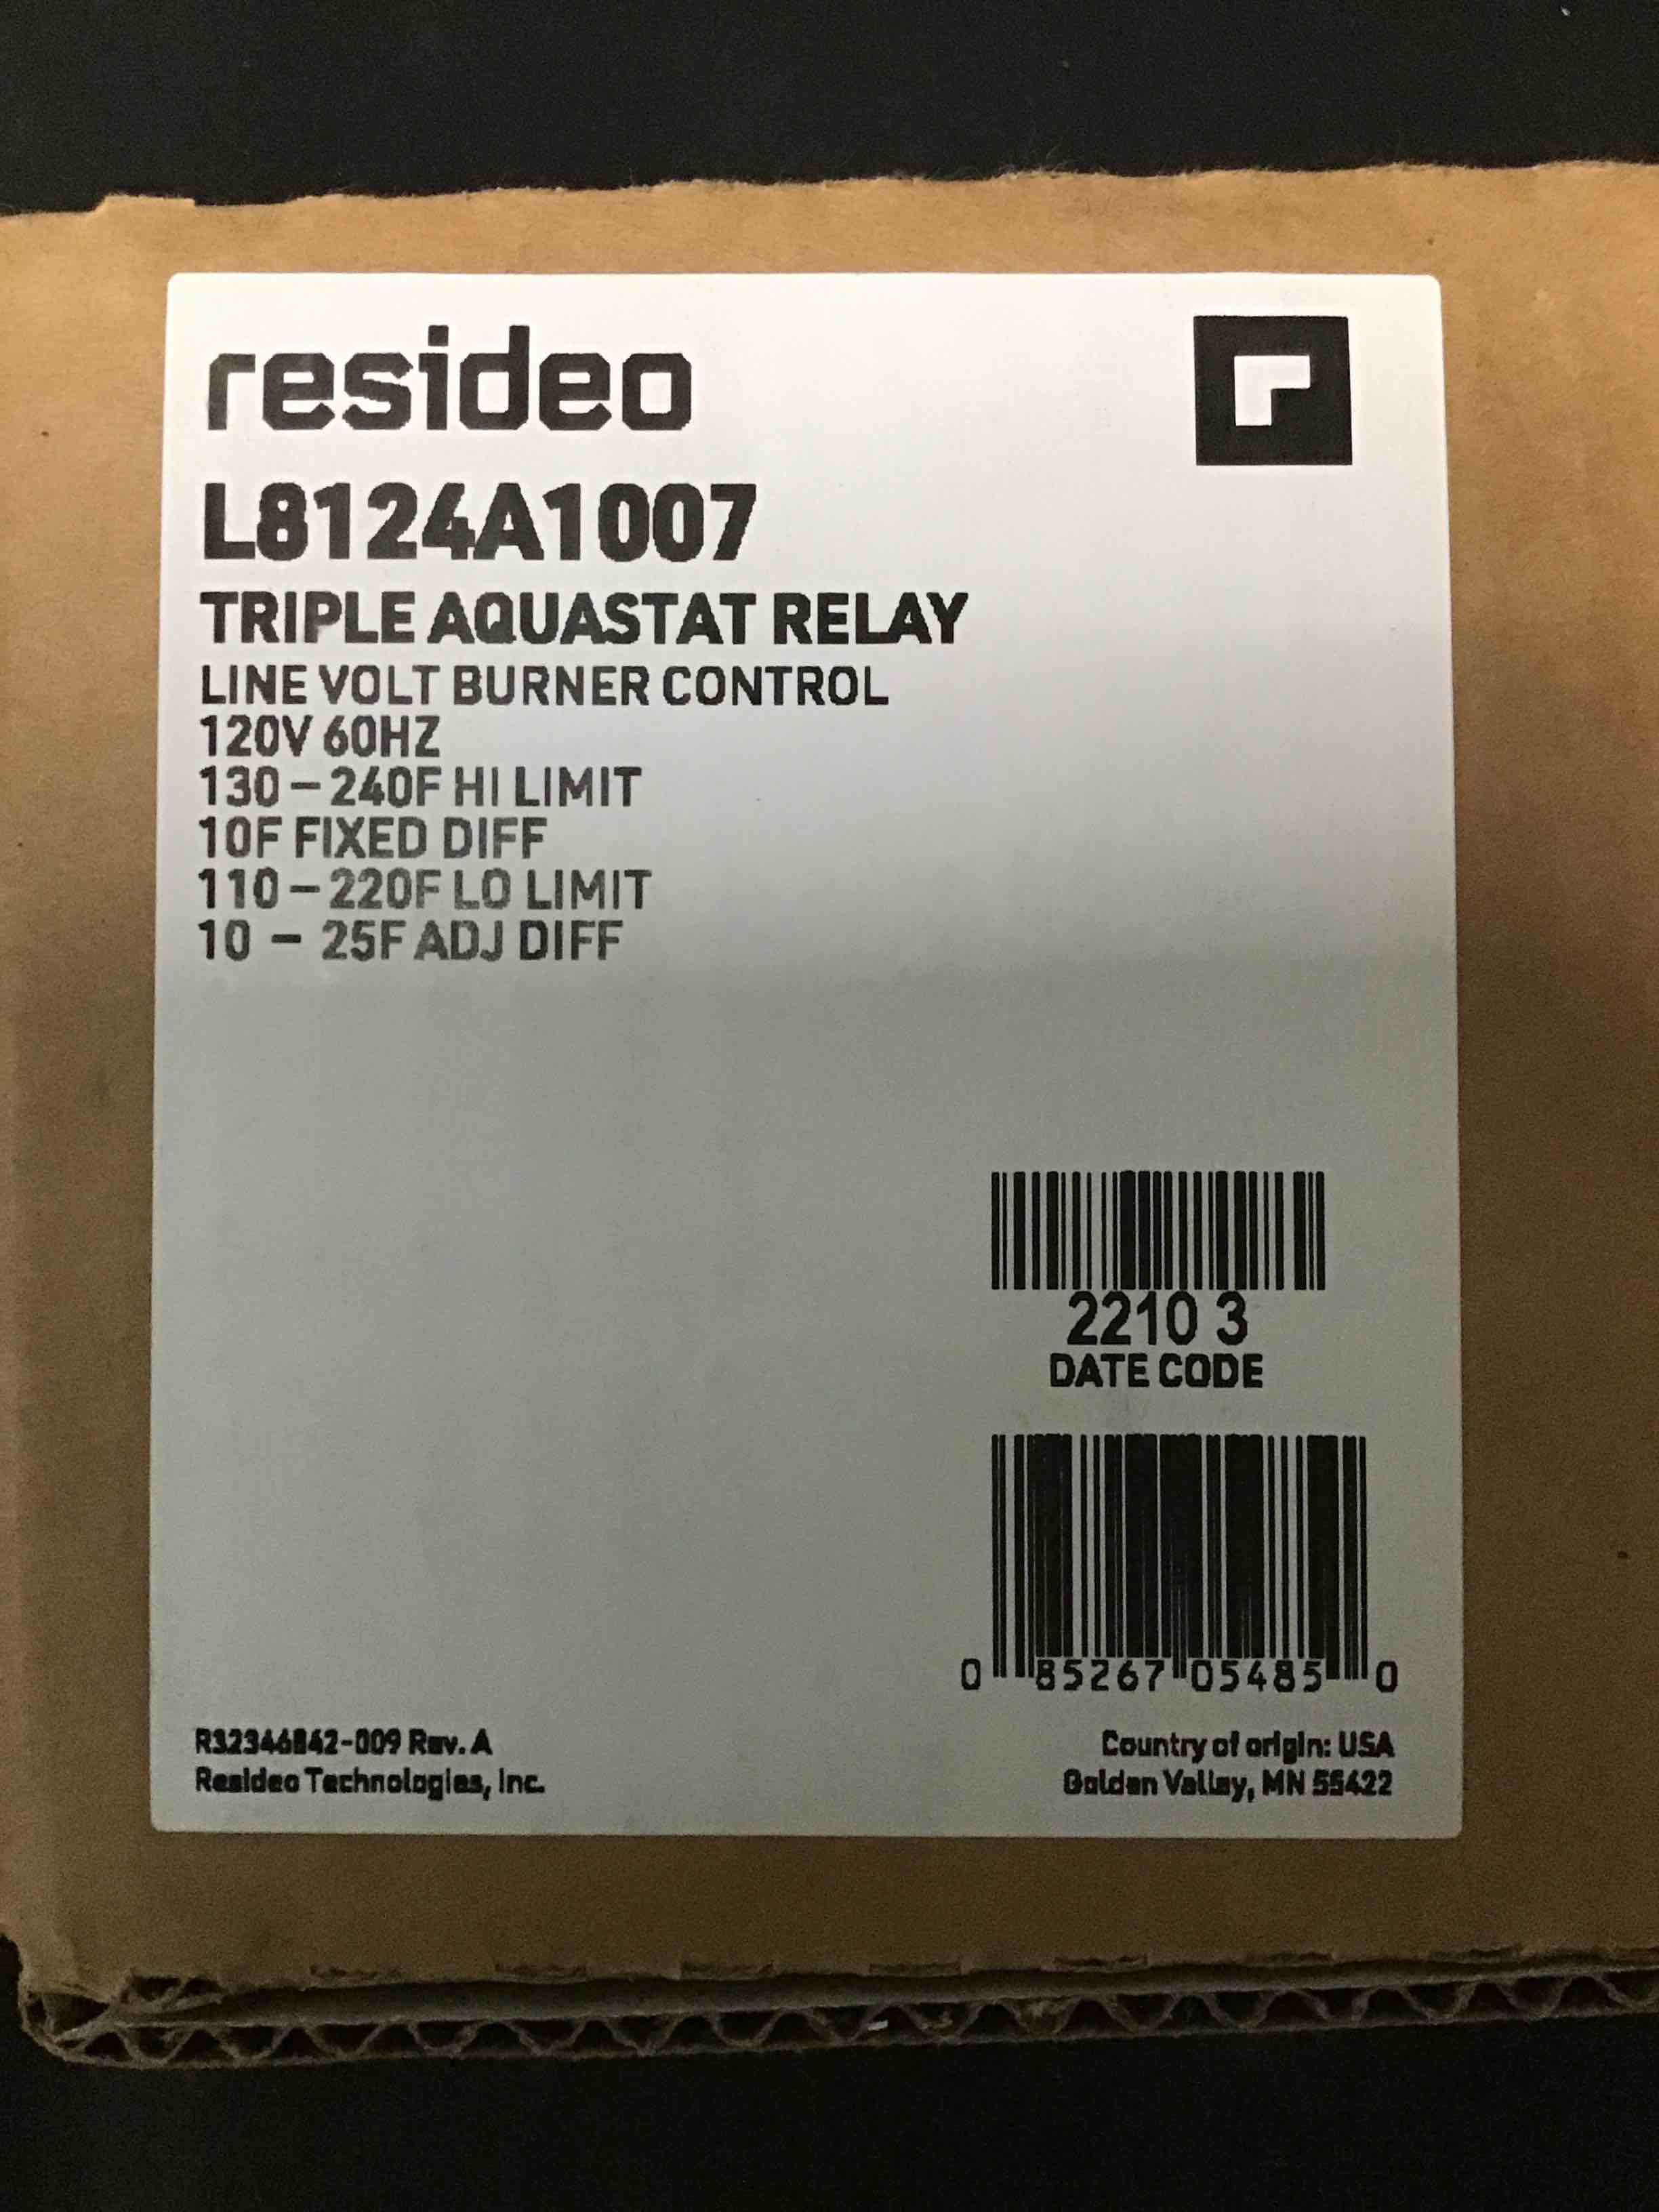 resideo
L8124A1007
TRIPLE AQUASTAT RELAY
LINE VOLT BURNER CONTROL
120V 60HZ
130 – 240F HI LIMIT
10F FIXED DIFF
110 – 220F LO LIMIT
10 – 25F ADJ DIFF
2210 3
DATE CODE
0 85267 05485 0
R32346842-009 Rev. A
Resideo Technologies, Inc.
Country of origin: USA
Golden Valley, MN 55422